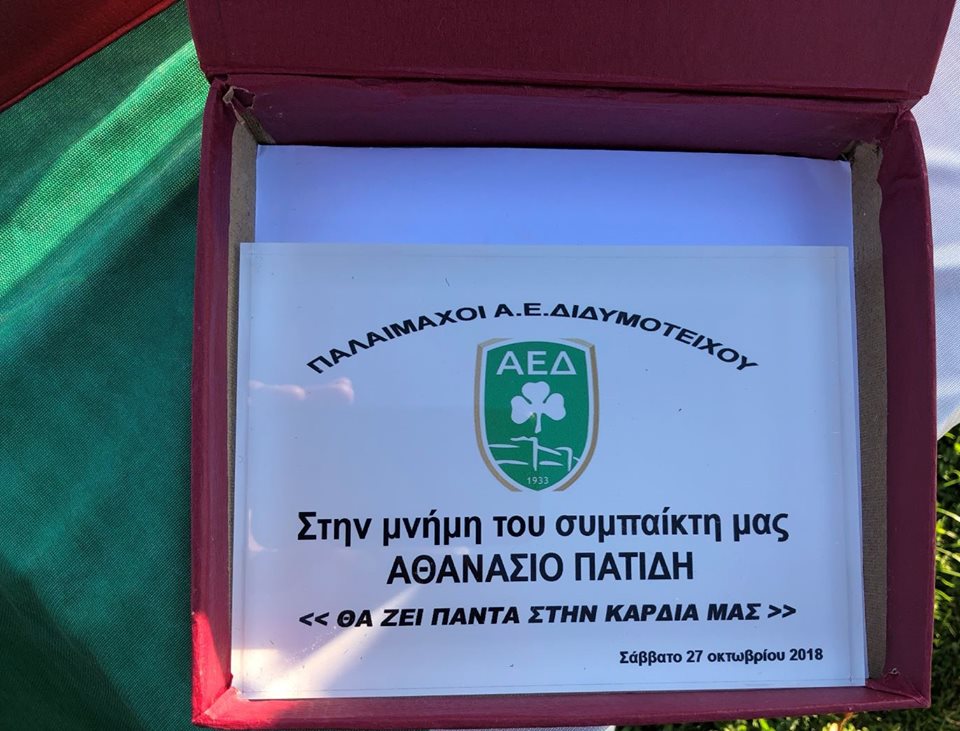 ΠΑΛΑΙΜΑΧΟΙ Α.Ε.ΔΙΔΥΜΟΤΕΙΧΟΥ
ΑΕΔ
1933
Στην μνήμη του συμπαίκτη μας
ΑΘΑΝΑΣΙΟ ΠΑΤΙΔΗ
<< ΘΑ ΖΕΙ ΠΑΝΤΑ ΣΤΗΝ ΚΑΡΔΙΑ ΜΑΣ >>
Σάββατο 27 οκτωβρίου 2018